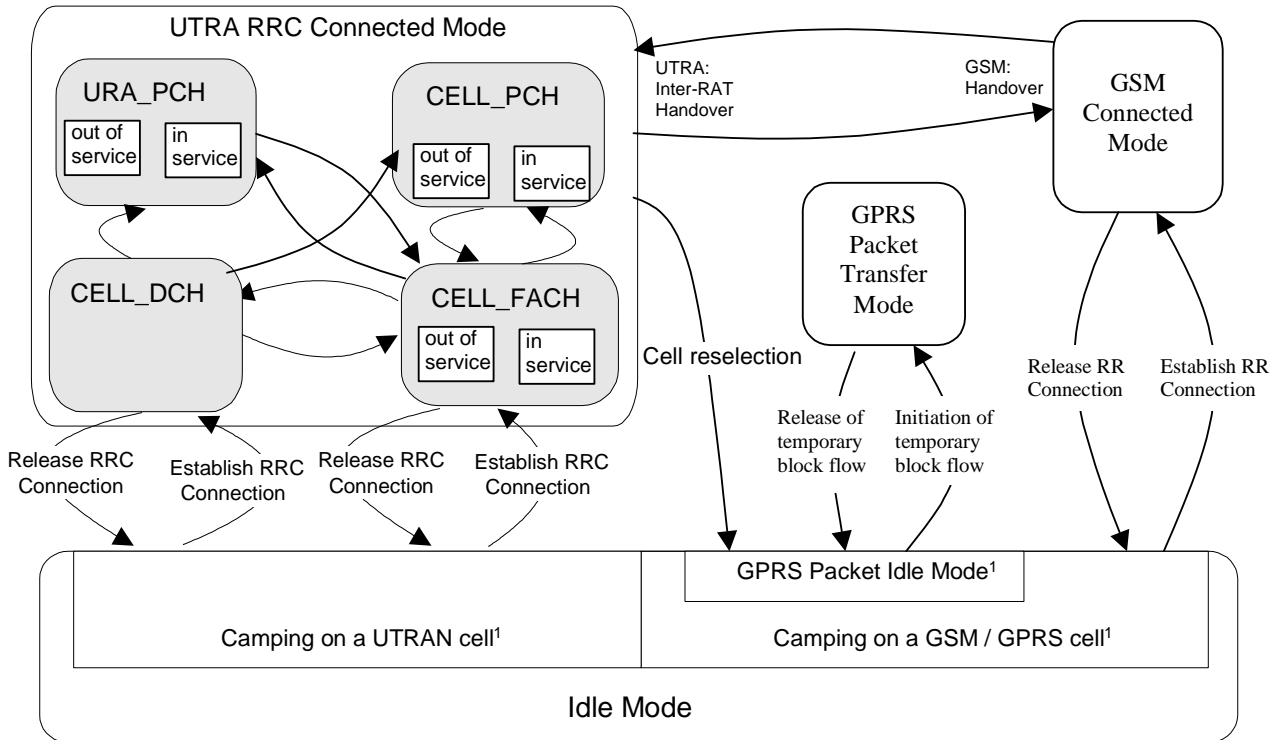 UTRA RRC Connected Mode
URA_PCH
out of
service
in
service
CELL_PCH
out of
service
in
service
CELL_DCH
CELL_FACH
out of
service
in
service
UTRA:
Inter-RAT
Handover
GSM:
Handover
GSM
Connected
Mode
GPRS
Packet
Transfer
Mode
Cell reselection
Release RR
Connection
Establish RR
Connection
Release of
temporary
block flow
Initiation of
temporary
block flow
Release RRC
Connection
Establish RRC
Connection
Release RRC
Connection
Establish RRC
Connection
GPRS Packet Idle Mode¹
Camping on a UTRAN cell¹
Camping on a GSM / GPRS cell¹
Idle Mode